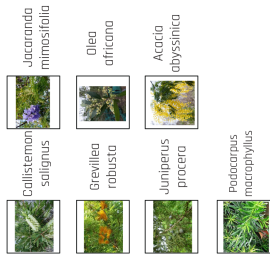 Callistemon
salignus
Jacaranda
mimosifolia
Grevillea
robusta
Olea
africana
Juniperus
procera
Acacia
abyssinica
Podocarpus
macrophyllus